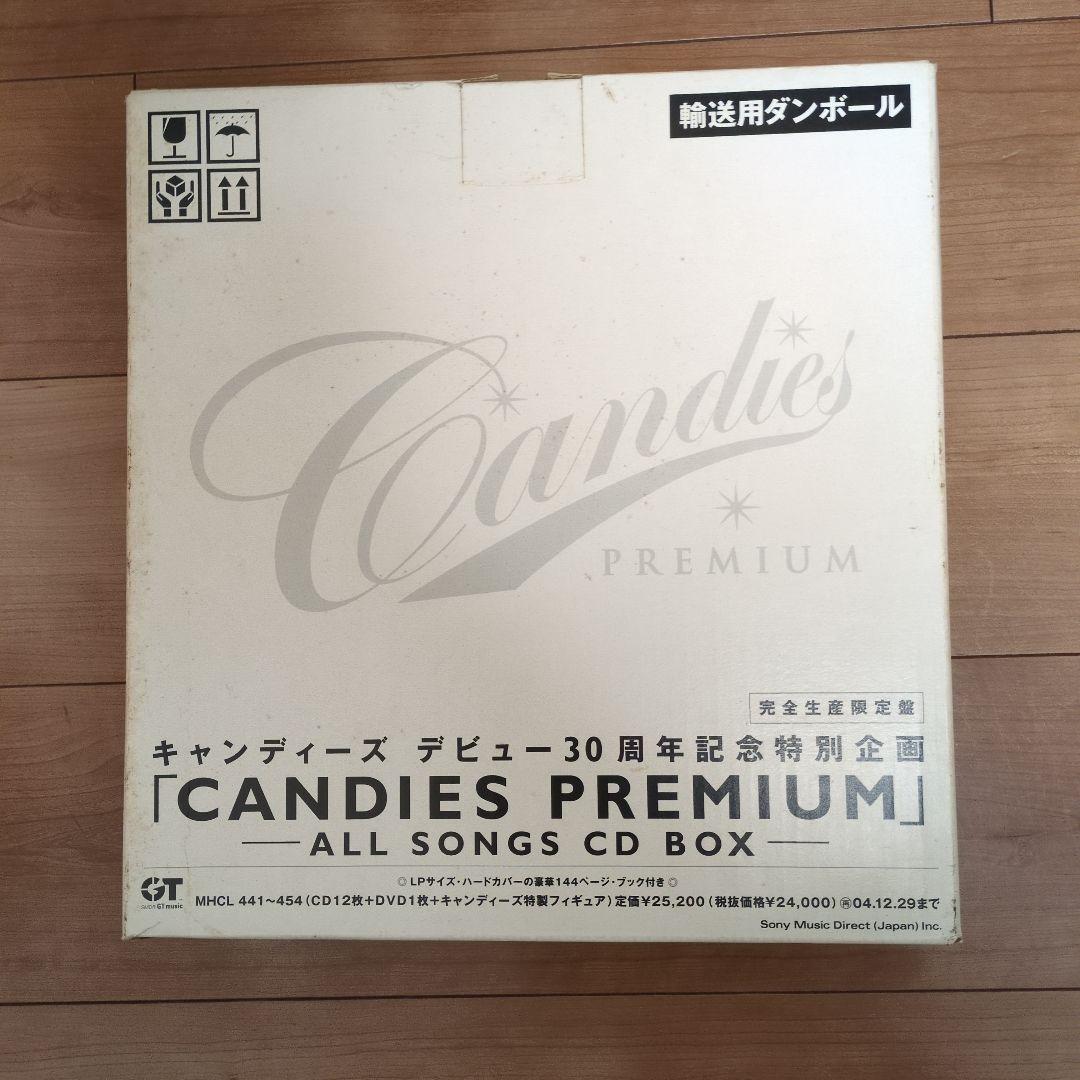 輸送用ダンボール
Candies
PREMIUM
完全生産限定盤
キャンディーズ デビュー30周年記念特別企画
「CANDIES PREMIUM」
ALL SONGS CD BOX
◎LPサイズ・ハードカバーの豪華144ページ・ブック付き◎
GT music
MHCL 441〜454(CD12枚+DVD1枚+キャンディーズ特製フィギュア)定価¥25,200(税抜価格¥24,000)㊢04.12.29まで
Sony Music Direct (Japan) Inc.